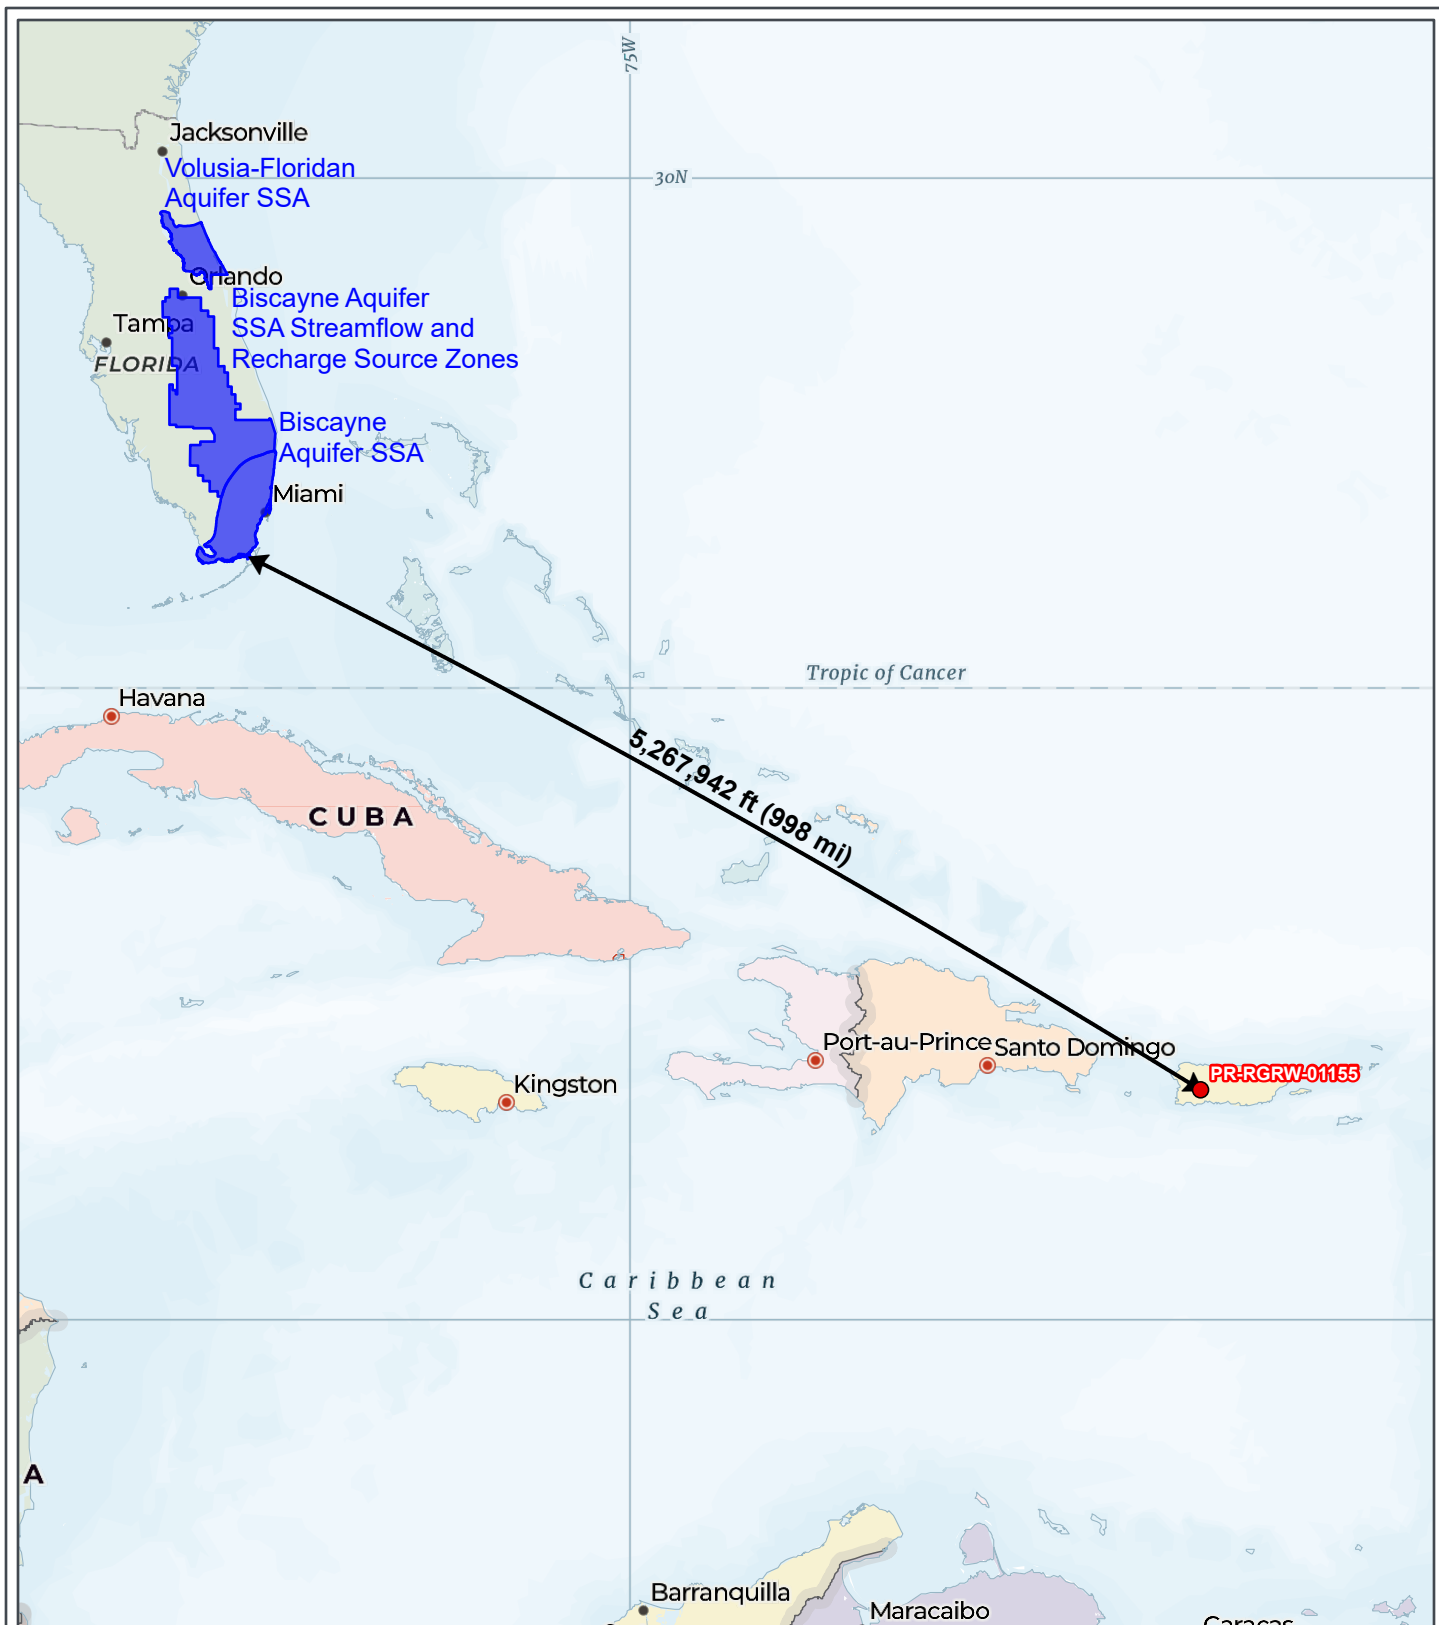 75W
Jacksonville
Volusia-Floridan
Aquifer SSA
30N
Orlando
Biscayne Aquifer
SSA Streamflow and
Recharge Source Zones
Tampa
FLORIDA
Biscayne
Aquifer SSA
Miami
Tropic of Cancer
Havana
5,267,942 ft (998 mi)
CUBA
Port-au-Prince
Santo Domingo
PR-RGRW-01155
Kingston
Caribbean
Sea
A
Barranquilla
Maracaibo
Caracas